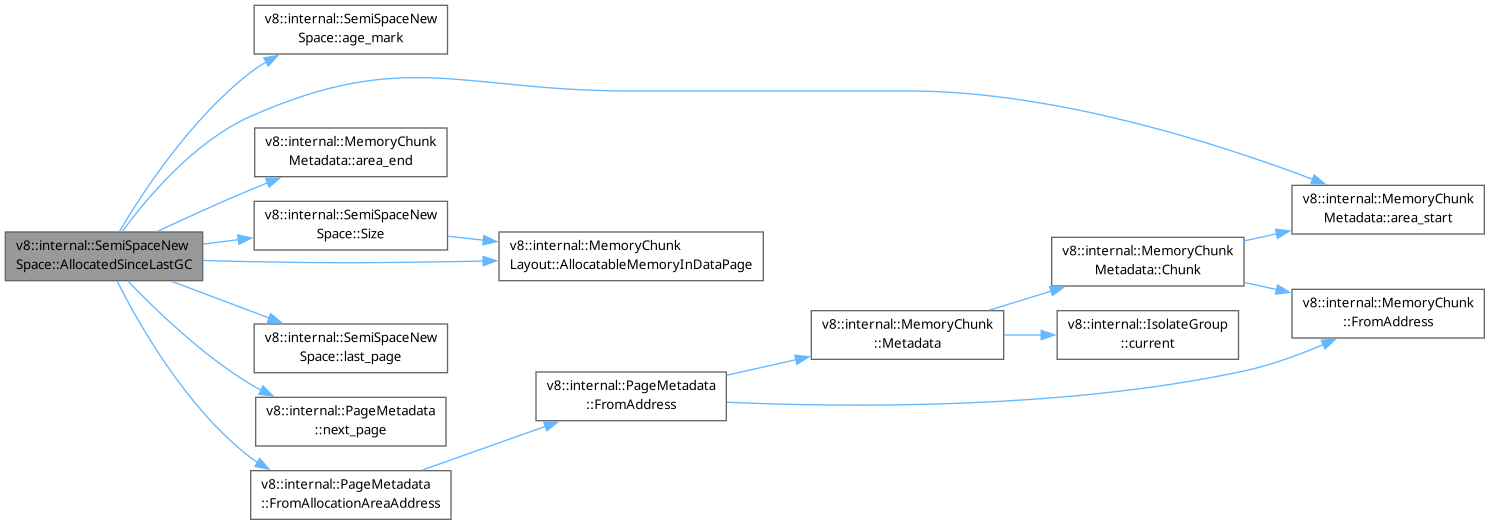 v8::internal::SemiSpaceNew
Space::age_mark
v8::internal::MemoryChunk
Metadata::area_end
v8::internal::SemiSpaceNew
Space::Size
v8::internal::SemiSpaceNew
Space::AllocatedSinceLastGC
v8::internal::MemoryChunk
Layout::AllocatableMemoryInDataPage
v8::internal::SemiSpaceNew
Space::last_page
v8::internal::PageMetadata
::next_page
v8::internal::PageMetadata
::FromAllocationAreaAddress
v8::internal::PageMetadata
::FromAddress
v8::internal::MemoryChunk
::Metadata
v8::internal::MemoryChunk
Metadata::Chunk
v8::internal::IsolateGroup
::current
v8::internal::MemoryChunk
Metadata::area_start
v8::internal::MemoryChunk
::FromAddress